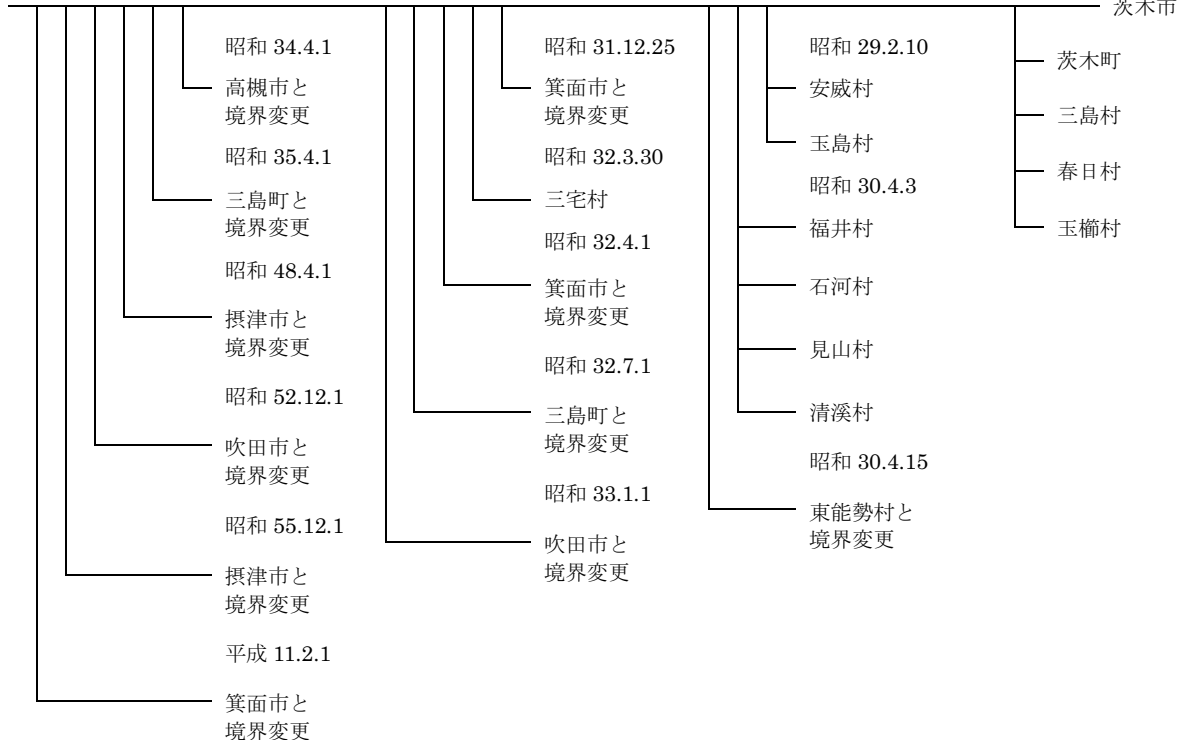 茨木市
昭和 34.4.1
高槻市と
境界変更
昭和 35.4.1
三島町と
境界変更
昭和 48.4.1
摂津市と
境界変更
昭和 52.12.1
吹田市と
境界変更
昭和 55.12.1
摂津市と
境界変更
平成 11.2.1
箕面市と
境界変更
昭和 31.12.25
箕面市と
境界変更
昭和 32.3.30
三宅村
昭和 32.4.1
箕面市と
境界変更
昭和 32.7.1
三島町と
境界変更
昭和 33.1.1
吹田市と
境界変更
昭和 29.2.10
安威村
玉島村
昭和 30.4.3
福井村
石河村
見山村
清溪村
昭和 30.4.15
東能勢村と
境界変更
茨木町
三島村
春日村
玉櫛村